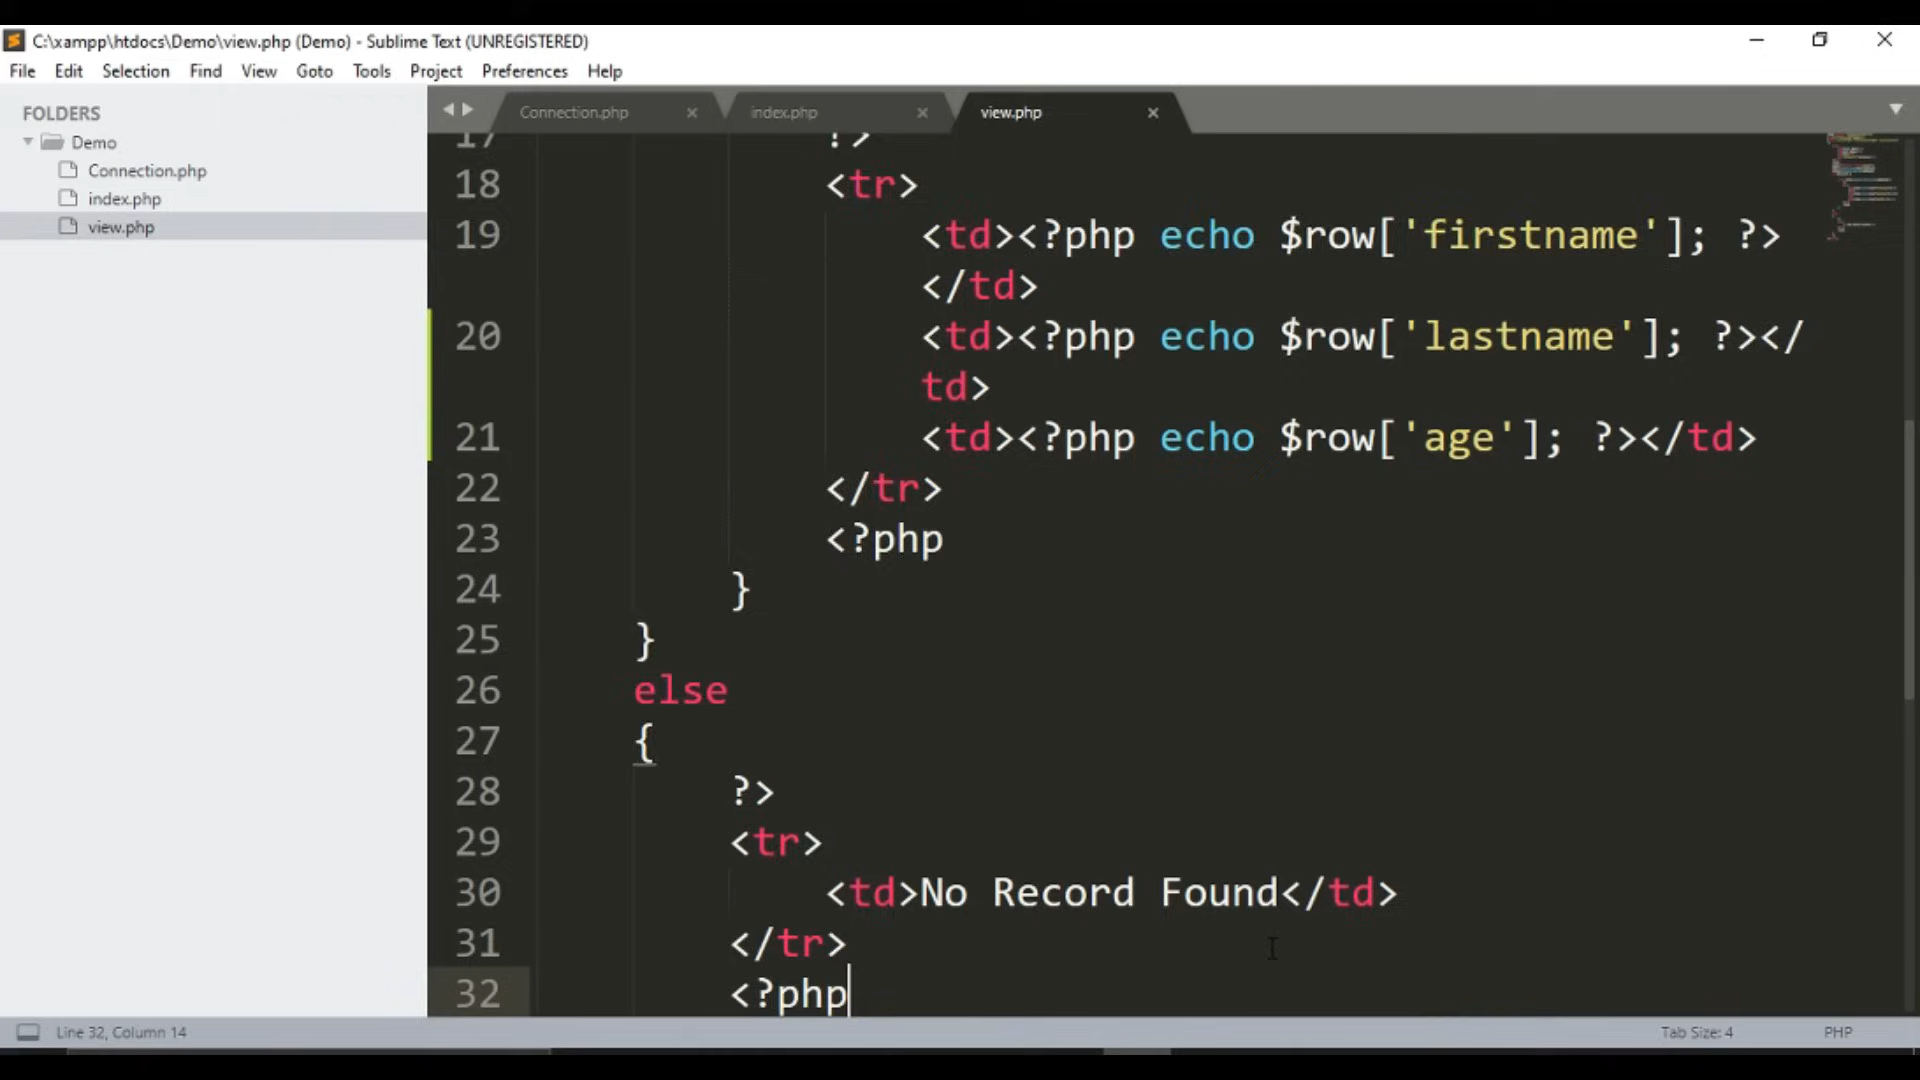 C:\xampp\htdocs\Demo\view.php (Demo) - Sublime Text (UNREGISTERED)
File Edit Selection Find View Goto Tools Project Preferences Help
FOLDERS
Demo
Connection.php
index.php
view.php
Connection.php index.php view.php
17 ?>
18 <tr>
19 <td><?php echo $row['firstname']; ?>
</td>
20 <td><?php echo $row['lastname']; ?></
td>
21 <td><?php echo $row['age']; ?></td>
22 </tr>
23 <?php
24 }
25 }
26 else
27 {
28 ?>
29 <tr>
30 <td>No Record Found</td>
31 </tr>
32 <?php
Line 32, Column 14 Tab Size: 4 PHP